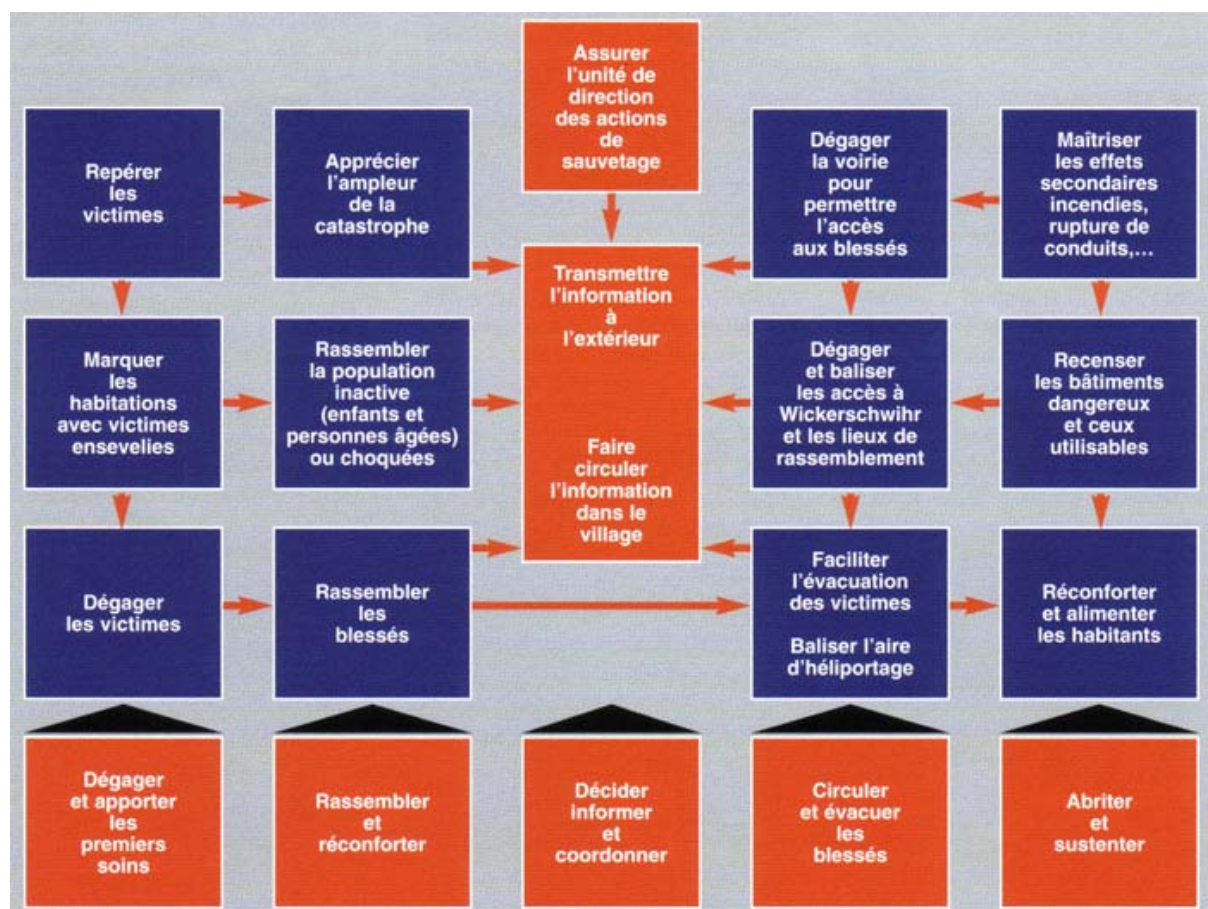 Assurer
l'unité de
direction
des actions
de
sauvetage
Repérer
les
victimes
Apprécier
l'ampleur
de la
catastrophe
Dégager
la voirie
pour
permettre
l'accès
aux blessés
Maîtriser
les effets
secondaires
incendies,
rupture de
conduits,...
Transmettre
l'information
à
l'extérieur
Marquer
les
habitations
avec victimes
ensevelies
Rassembler
la population
inactive
(enfants et
personnes âgées)
ou choquées
Dégager
et baliser
les accès à
Wickerschwihr
et les lieux de
rassemblement
Recenser
les bâtiments
dangereux
et ceux
utilisables
Faire
circuler
l'information
dans le
village
Dégager
les victimes
Rassembler
les
blessés
Faciliter
l'évacuation
des victimes
Baliser l'aire
d'héliportage
Réconforter
et alimenter
les habitants
Dégager
et apporter
les
premiers
soins
Rassembler
et
réconforter
Décider
informer
et
coordonner
Circuler
et évacuer
les
blessés
Abriter
et
sustenter